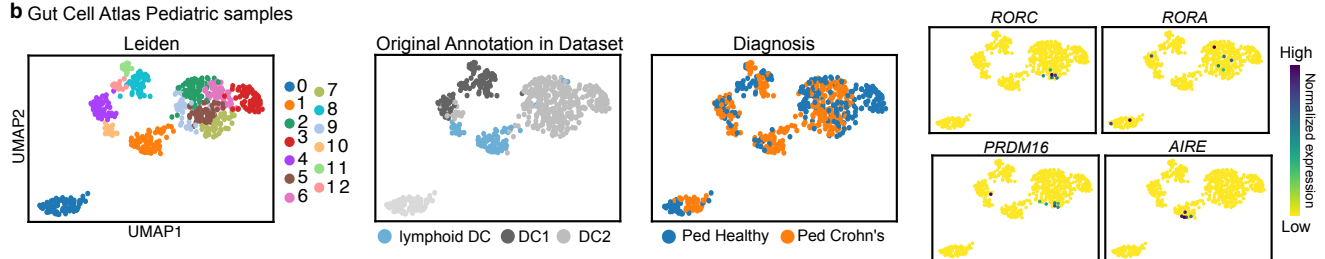 b Gut Cell Atlas Pediatric samples
Leiden
UMAP2
UMAP1
0
1
2
3
4
5
6
7
8
9
10
11
12
Original Annotation in Dataset
lymphoid DC
DC1
DC2
Diagnosis
Ped Healthy
Ped Crohn's
RORC
RORA
PRDM16
AIRE
High
Normalized expression
Low